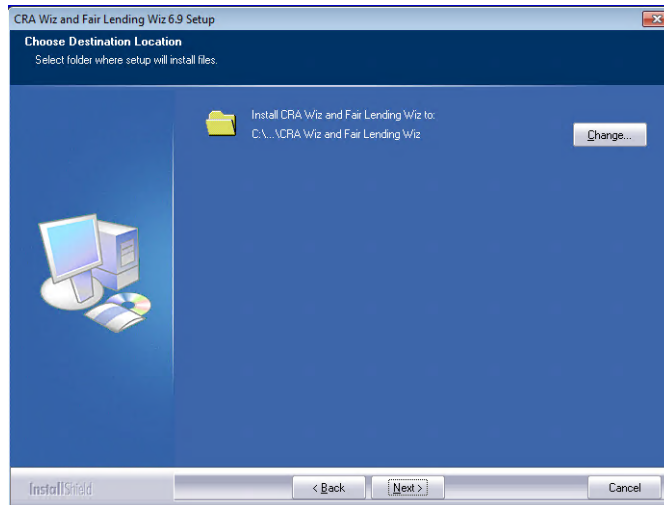 CRA Wiz and Fair Lending Wiz 6.9 Setup
Choose Destination Location
Select folder where setup will install files.
Install CRA Wiz and Fair Lending Wiz to:
C:\...\CRA Wiz and Fair Lending Wiz
Change...
InstallShield
< Back
Next >
Cancel